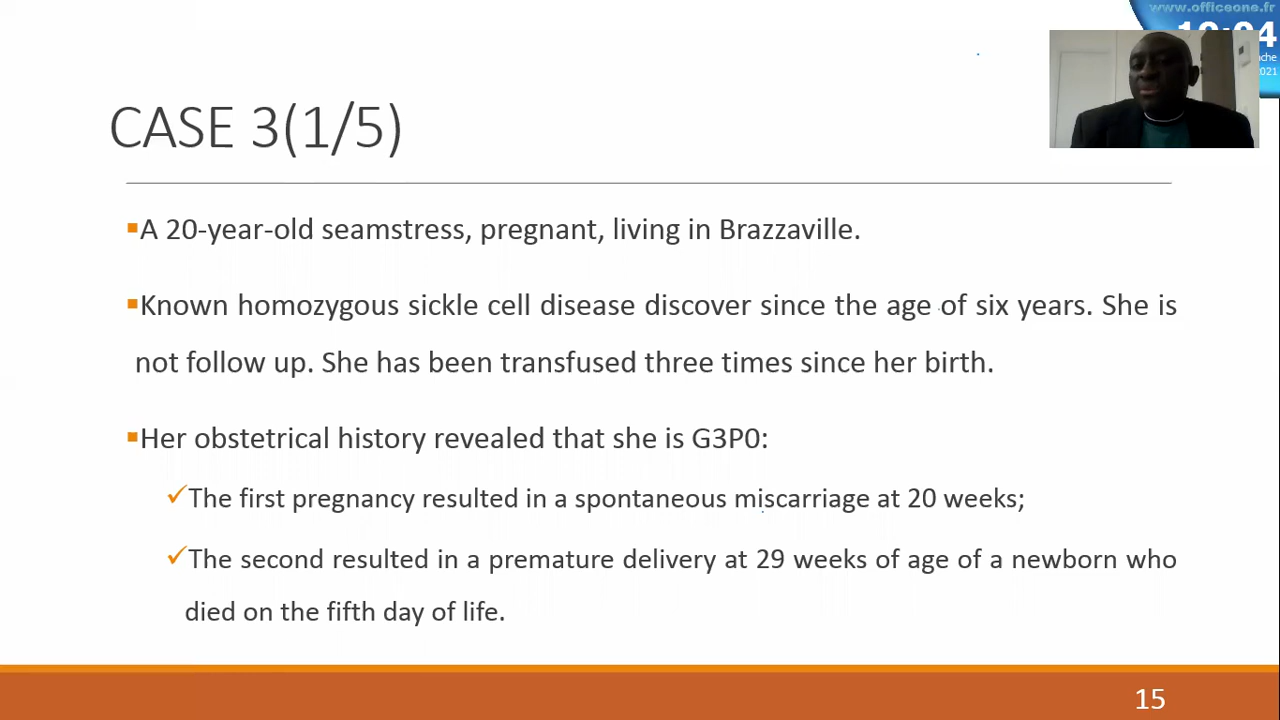 www.officeone.fr
CASE 3(1/5)
▪A 20-year-old seamstress, pregnant, living in Brazzaville.
▪Known homozygous sickle cell disease discover since the age of six years. She is
not follow up. She has been transfused three times since her birth.
▪Her obstetrical history revealed that she is G3P0:
✓The first pregnancy resulted in a spontaneous miscarriage at 20 weeks;
✓The second resulted in a premature delivery at 29 weeks of age of a newborn who
died on the fifth day of life.
15